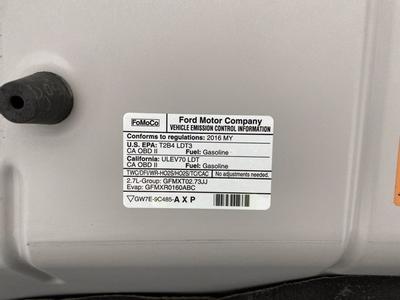 FoMoCo
Ford Motor Company
VEHICLE EMISSION CONTROL INFORMATION
Conforms to regulations: 2016 MY
U.S. EPA: T2B4 LDT3
CA OBD II Fuel: Gasoline
California: ULEV70 LDT
CA OBD II Fuel: Gasoline
TWC/DFI/WR-HO2S/HO2S/TC/CAC No adjustments needed.
2.7L-Group: GFMXT02.73JJ
Evap: GFMXR0160ABC
GW7E-9C485-A X P